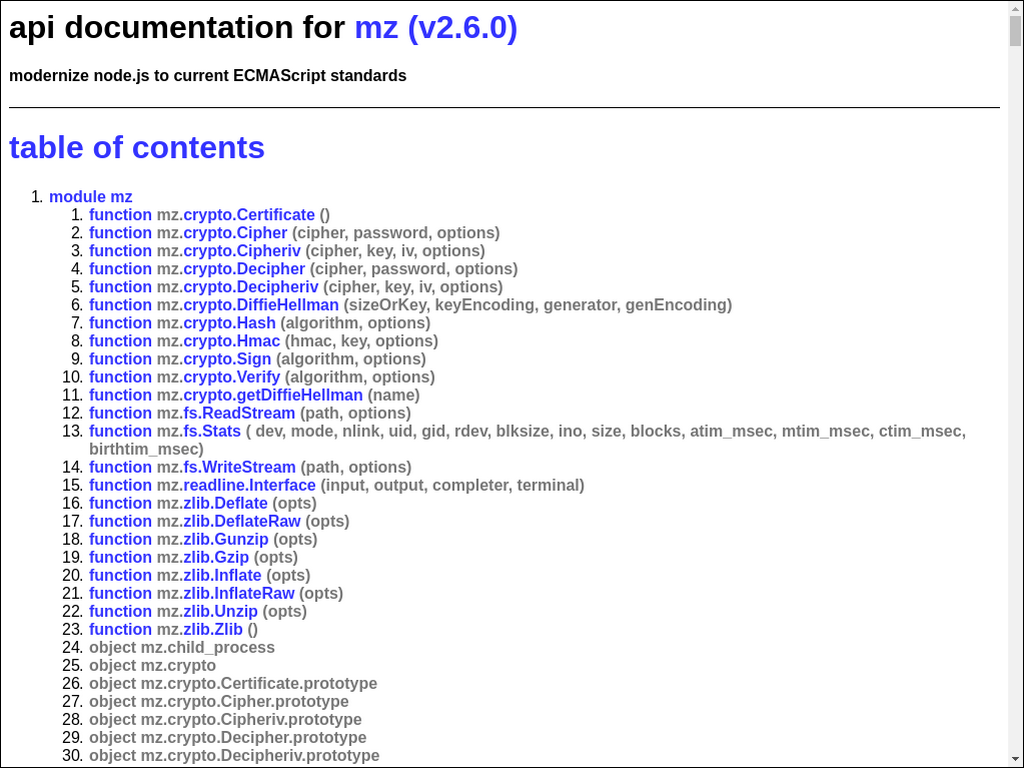 api documentation for mz (v2.6.0)
modernize node.js to current ECMAScript standards
table of contents
1. module mz
1. function mz.crypto.Certificate ()
2. function mz.crypto.Cipher (cipher, password, options)
3. function mz.crypto.Cipheriv (cipher, key, iv, options)
4. function mz.crypto.Decipher (cipher, password, options)
5. function mz.crypto.Decipheriv (cipher, key, iv, options)
6. function mz.crypto.DiffieHellman (sizeOrKey, keyEncoding, generator, genEncoding)
7. function mz.crypto.Hash (algorithm, options)
8. function mz.crypto.Hmac (hmac, key, options)
9. function mz.crypto.Sign (algorithm, options)
10. function mz.crypto.Verify (algorithm, options)
11. function mz.crypto.getDiffieHellman (name)
12. function mz.fs.ReadStream (path, options)
13. function mz.fs.Stats ( dev, mode, nlink, uid, gid, rdev, blksize, ino, size, blocks, atim_msec, mtim_msec, ctim_msec,
birthtim_msec)
14. function mz.fs.WriteStream (path, options)
15. function mz.readline.Interface (input, output, completer, terminal)
16. function mz.zlib.Deflate (opts)
17. function mz.zlib.DeflateRaw (opts)
18. function mz.zlib.Gunzip (opts)
19. function mz.zlib.Gzip (opts)
20. function mz.zlib.Inflate (opts)
21. function mz.zlib.InflateRaw (opts)
22. function mz.zlib.Unzip (opts)
23. function mz.zlib.Zlib ()
24. object mz.child_process
25. object mz.crypto
26. object mz.crypto.Certificate.prototype
27. object mz.crypto.Cipher.prototype
28. object mz.crypto.Cipheriv.prototype
29. object mz.crypto.Decipher.prototype
30. object mz.crypto.Decipheriv.prototype